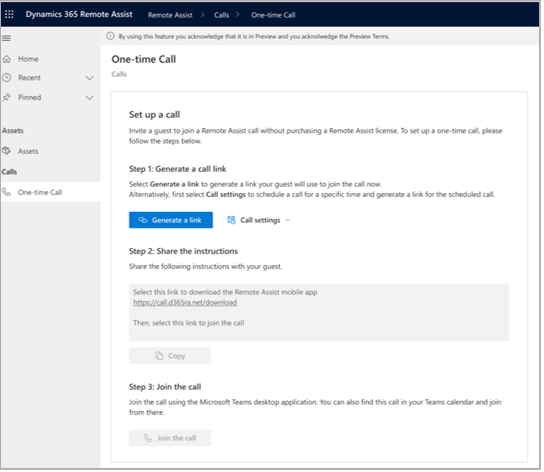 Dynamics 365 Remote Assist
Remote Assist > Calls > One-time Call
By using this feature you acknowledge that it is in Preview and you acknolwedge the Preview Terms.
Home
Recent
Pinned
Assets
Assets
Calls
One-time Call
One-time Call
Calls
Set up a call
Invite a guest to join a Remote Assist call without purchasing a Remote Assist license. To set up a one-time call, please
follow the steps below.
Step 1: Generate a call link
Select Generate a link to generate a link your guest will use to join the call now.
Alternatively, first select Call settings to schedule a call for a specific time and generate a link for the scheduled call.
Generate a link
Call settings
Step 2: Share the instructions
Share the following instructions with your guest.
Select this link to download the Remote Assist mobile app
https://call.d365ra.net/download
Then, select this link to join the call
Copy
Step 3: Join the call
Join the call using the Microsoft Teams desktop application. You can also find this call in your Teams calendar and join
from there.
Join the call